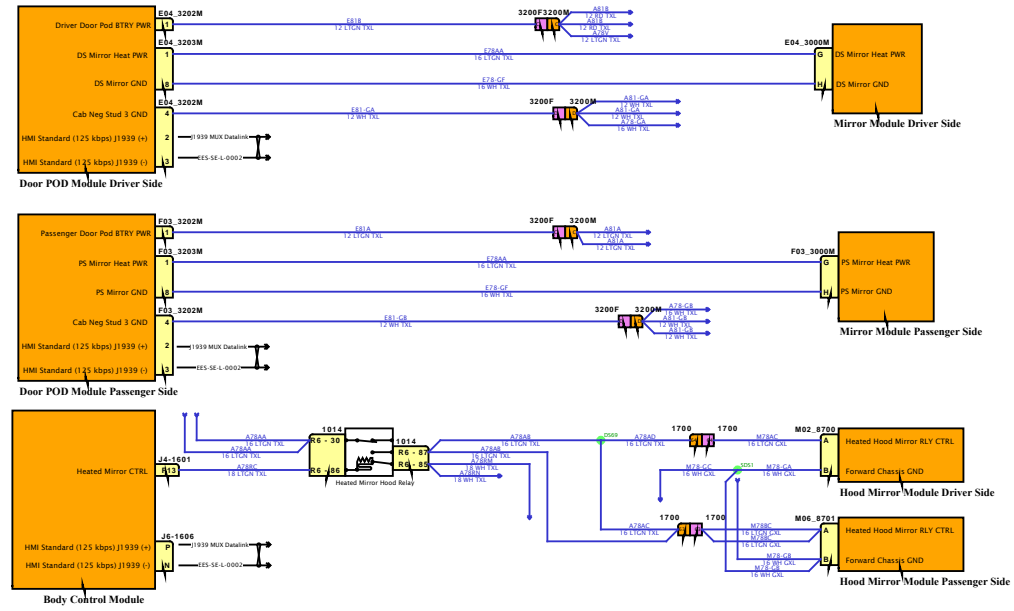 E04_3202M
Driver Door Pod BTRY PWR
1
E81B
12 LTGN TXL
3200F3200M
A81B
12 RD TXL
A81B
12 RD TXL
A78V
12 LTGN TXL
E04_3203M
DS Mirror Heat PWR
1
E78AA
16 LTGN TXL
E04_3000M
G
DS Mirror Heat PWR
DS Mirror GND
8
E78-GF
16 WH TXL
H
DS Mirror GND
E04_3202M
Cab Neg Stud 3 GND
4
E81-GA
12 WH TXL
3200F
3200M
A81-GA
12 WH TXL
A81-GA
12 WH TXL
A78-GA
16 WH TXL
Mirror Module Driver Side
HMI Standard (125 kbps) J1939 (+)
2
J1939 MUX Datalink
HMI Standard (125 kbps) J1939 (-)
3
EES-SE-L-0002
Door POD Module Driver Side
F03_3202M
Passenger Door Pod BTRY PWR
1
E81A
12 LTGN TXL
3200F
3200M
A81A
12 LTGN TXL
A81A
12 LTGN TXL
F03_3203M
PS Mirror Heat PWR
1
E78AA
16 LTGN TXL
F03_3000M
G
PS Mirror Heat PWR
PS Mirror GND
8
E78-GF
16 WH TXL
H
PS Mirror GND
F03_3202M
Cab Neg Stud 3 GND
4
E81-GB
12 WH TXL
3200F
3200M
A78-GB
16 WH TXL
A81-GB
12 WH TXL
A81-GB
12 WH TXL
Mirror Module Passenger Side
HMI Standard (125 kbps) J1939 (+)
2
J1939 MUX Datalink
HMI Standard (125 kbps) J1939 (-)
3
EES-SE-L-0002
Door POD Module Passenger Side
A78AA
16 LTGN TXL
A78AA
16 LTGN TXL
1014
R6 - 30
R6 - 86
1014
R6 - 87
R6 - 85
Heated Mirror Hood Relay
A78AB
16 LTGN TXL
A78AB
16 LTGN TXL
A78RM
18 WH TXL
A78RN
18 WH TXL
DS69
A78AD
16 LTGN TXL
1700
1700
M78AC
16 LTGN GXL
M02_8700
A
Heated Hood Mirror RLY CTRL
J4-1601
Heated Mirror CTRL
R13
A78RC
18 LTGN TXL
M78-GC
16 WH GXL
SD51
M78-GA
16 WH GXL
B
Forward Chassis GND
Hood Mirror Module Driver Side
A78AC
16 LTGN TXL
1700
1700
M78BC
16 LTGN GXL
M78BC
16 LTGN GXL
M06_8701
A
Heated Hood Mirror RLY CTRL
M78-GB
16 WH GXL
M78-GB
16 WH GXL
B
Forward Chassis GND
Hood Mirror Module Passenger Side
J6-1606
HMI Standard (125 kbps) J1939 (+)
P
J1939 MUX Datalink
HMI Standard (125 kbps) J1939 (-)
N
EES-SE-L-0002
Body Control Module